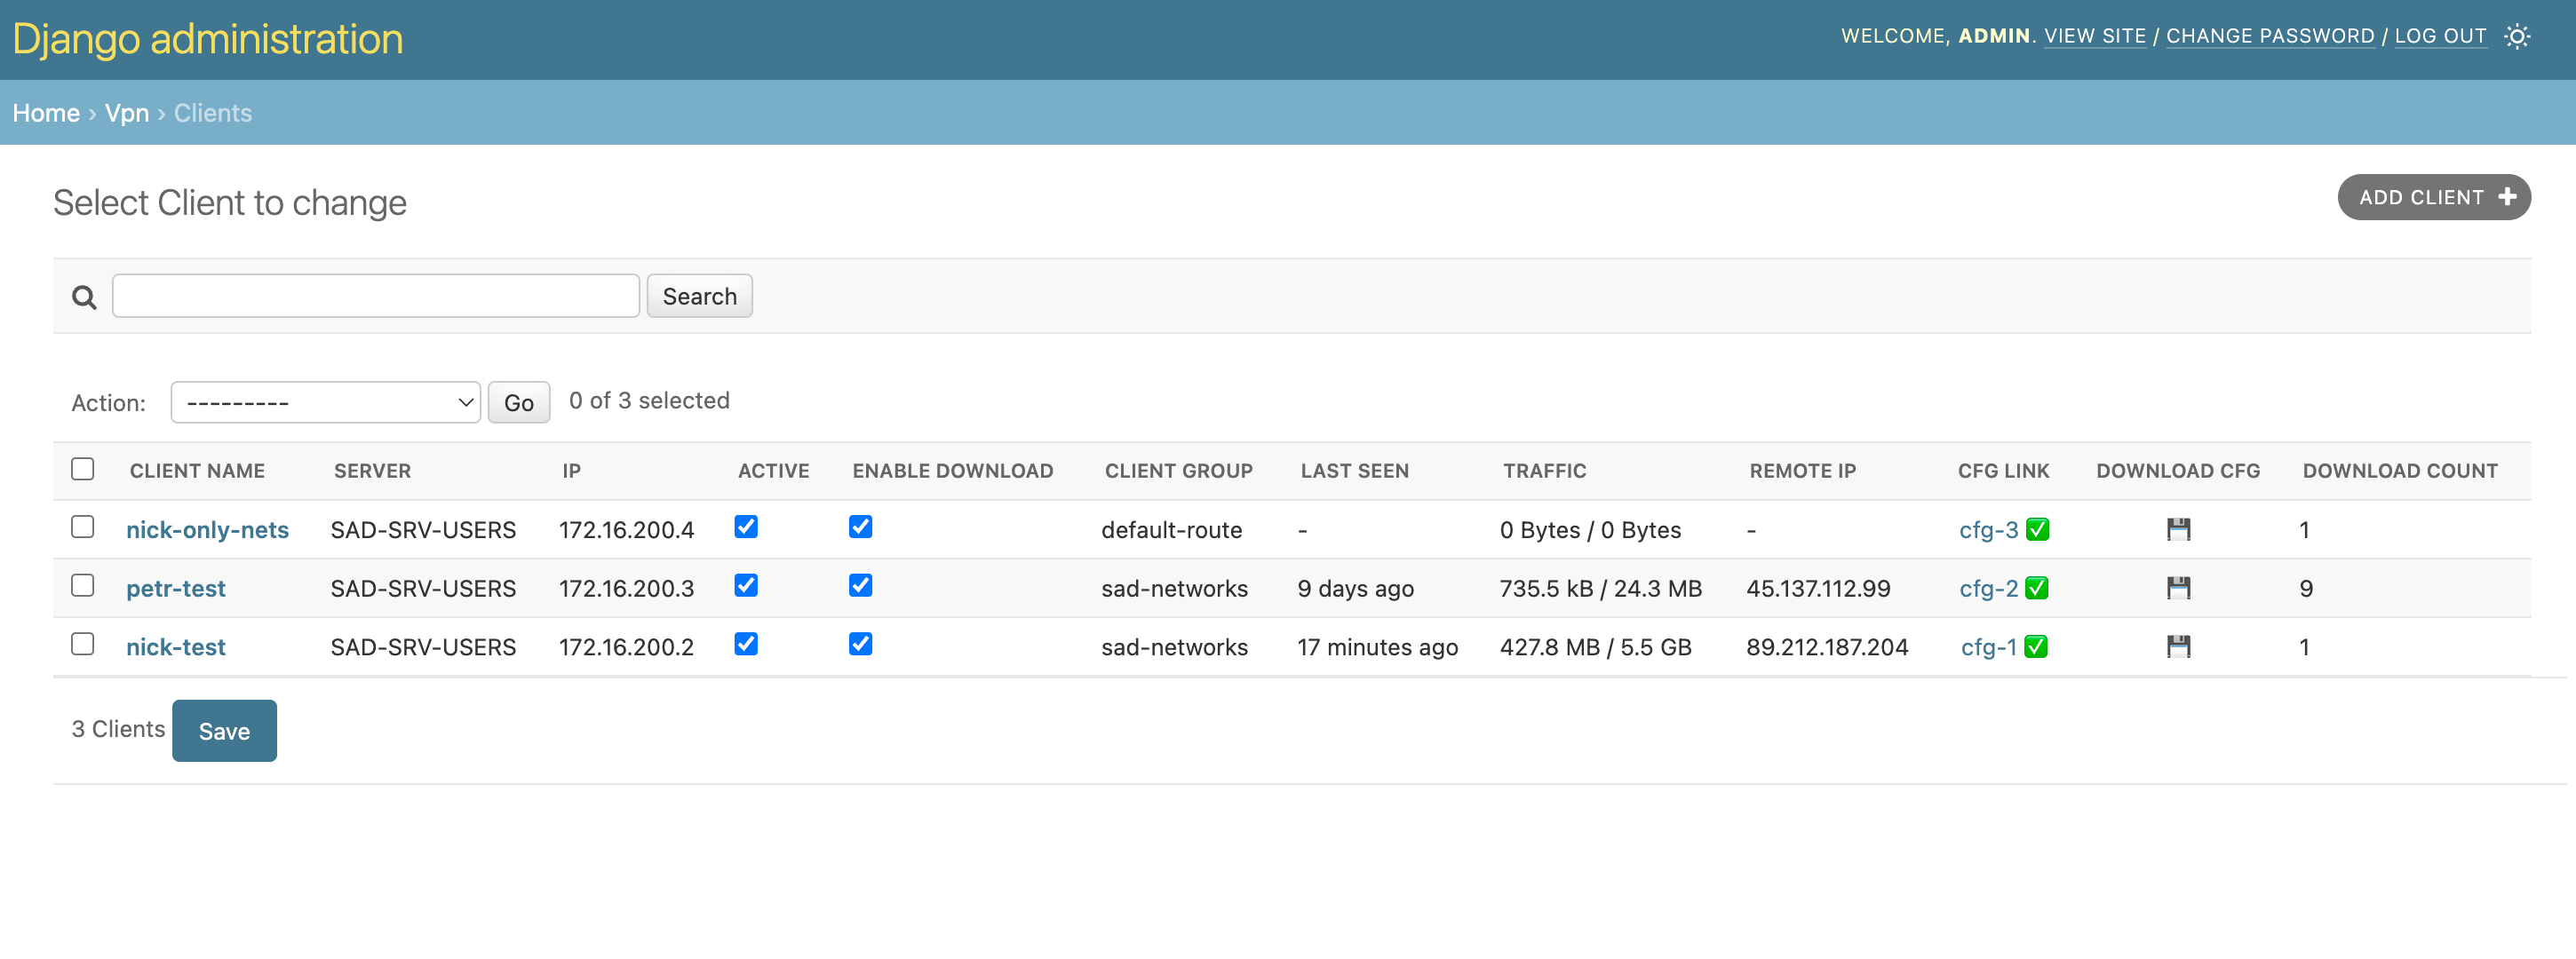 Django administration
WELCOME, ADMIN. VIEW SITE / CHANGE PASSWORD / LOG OUT
Home › Vpn › Clients
Select Client to change
ADD CLIENT +
Search
Action: --------- Go 0 of 3 selected
CLIENT NAME SERVER IP ACTIVE ENABLE DOWNLOAD CLIENT GROUP LAST SEEN TRAFFIC REMOTE IP CFG LINK DOWNLOAD CFG DOWNLOAD COUNT
nick-only-nets SAD-SRV-USERS 172.16.200.4 default-route - 0 Bytes / 0 Bytes - cfg-3 ✅ 💾 1
petr-test SAD-SRV-USERS 172.16.200.3 sad-networks 9 days ago 735.5 kB / 24.3 MB 45.137.112.99 cfg-2 ✅ 💾 9
nick-test SAD-SRV-USERS 172.16.200.2 sad-networks 17 minutes ago 427.8 MB / 5.5 GB 89.212.187.204 cfg-1 ✅ 💾 1
3 Clients Save